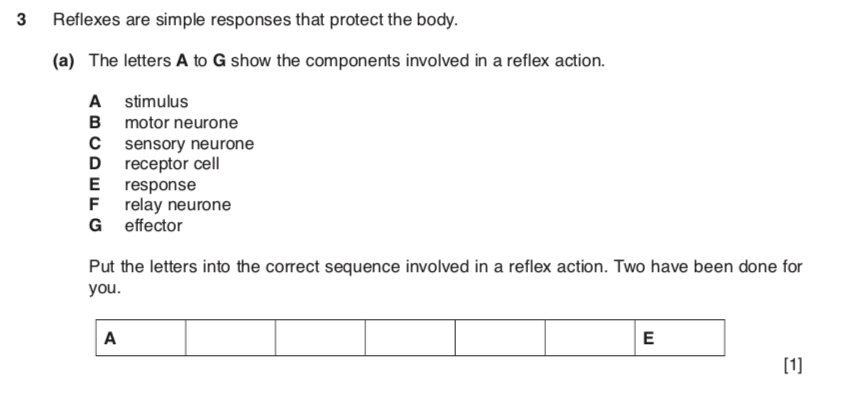 3 Reflexes are simple responses that protect the body.
(a) The letters A to G show the components involved in a reflex action.
A stimulus
B motor neurone
C sensory neurone
D receptor cell
E response
F relay neurone
G effector
Put the letters into the correct sequence involved in a reflex action. Two have been done for
you.
A E
[1]